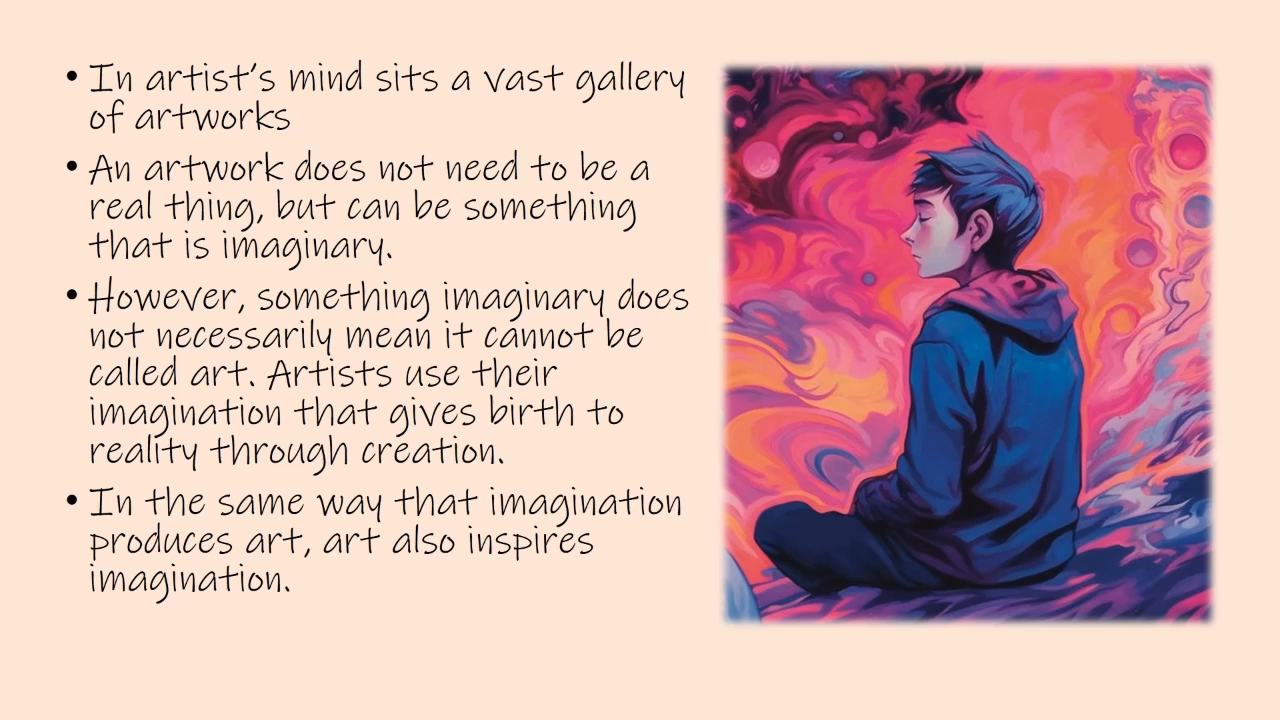 • In artist's mind sits a vast gallery
of artworks
• An artwork does not need to be a
real thing, but can be something
that is imaginary.
• However, something imaginary does
not necessarily mean it cannot be
called art. Artists use their
imagination that gives birth to
reality through creation.
• In the same way that imagination
produces art, art also inspires
imagination.